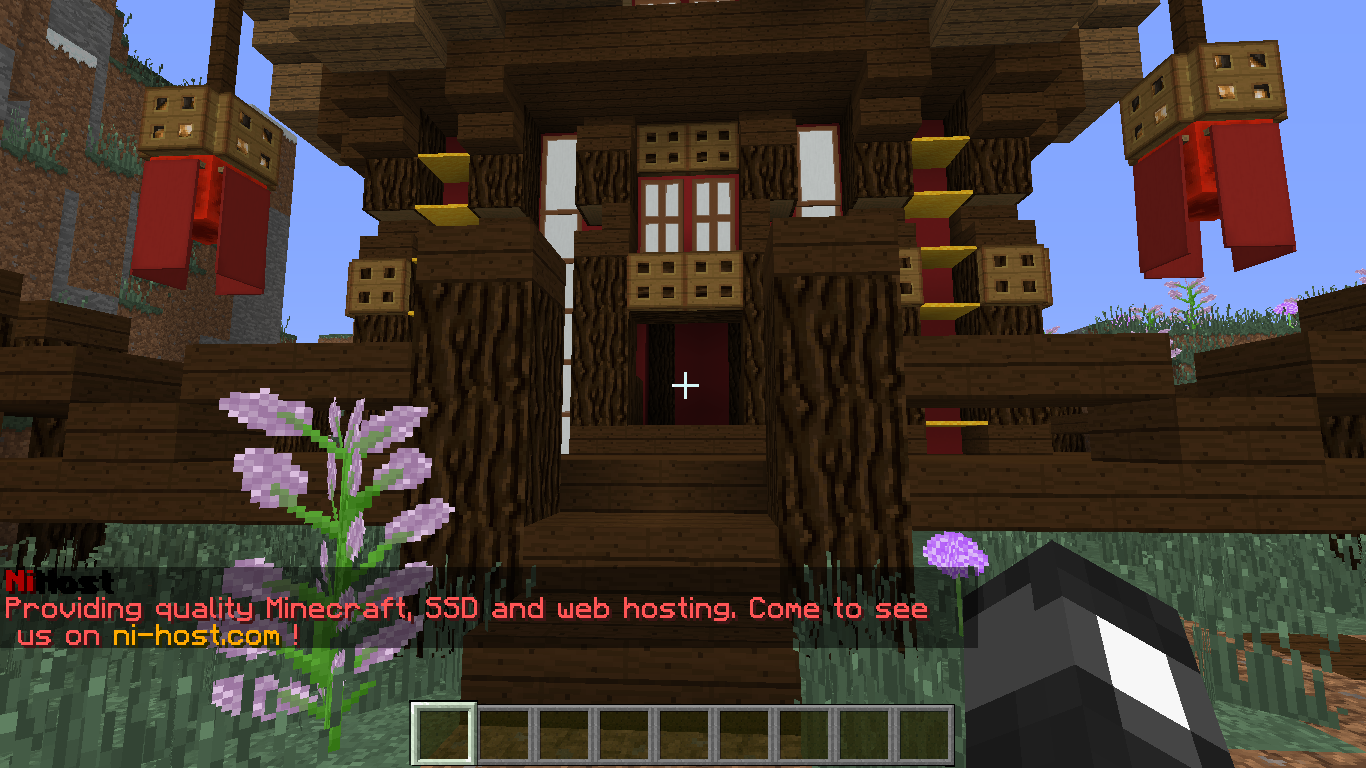 NiHost
Providing quality Minecraft, SSD and web hosting. Come to see
us on ni-host.com !